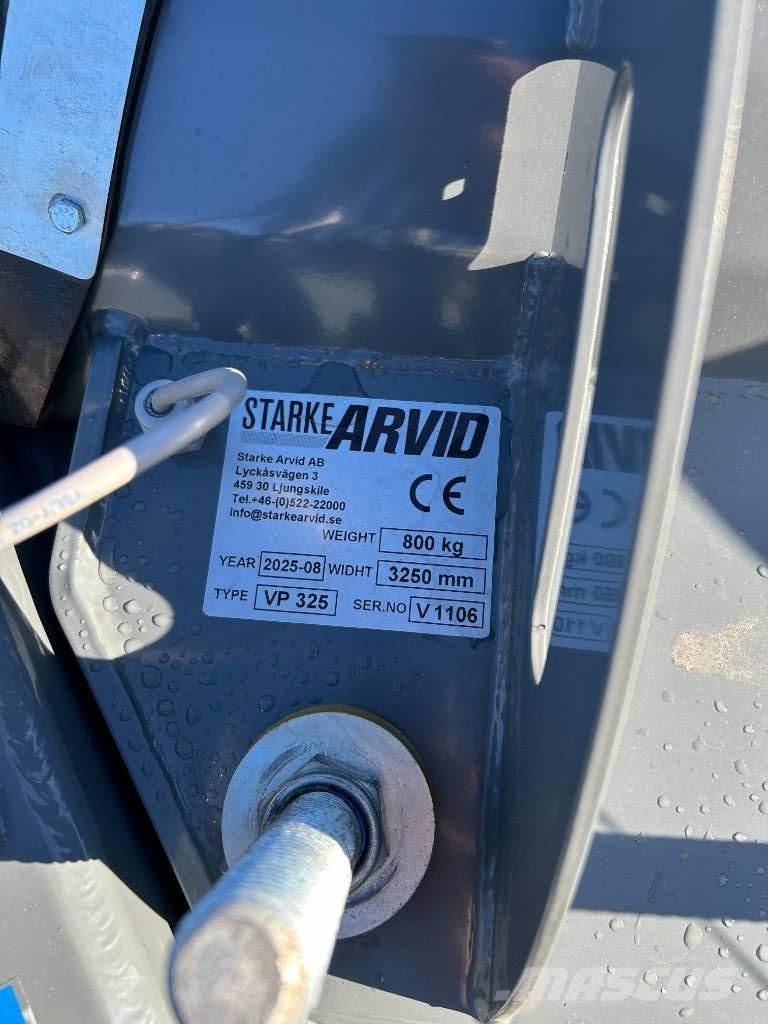 STARKE ARVID
Starke Arvid AB
Lyckåsvägen 3
459 30 Ljungskile
Tel.+46-(0)522-22000
info@starkearvid.se
CE
WEIGHT 800 kg
YEAR 2025-08 WIDHT 3250 mm
TYPE VP 325 SER.NO V 1106
MASCUS